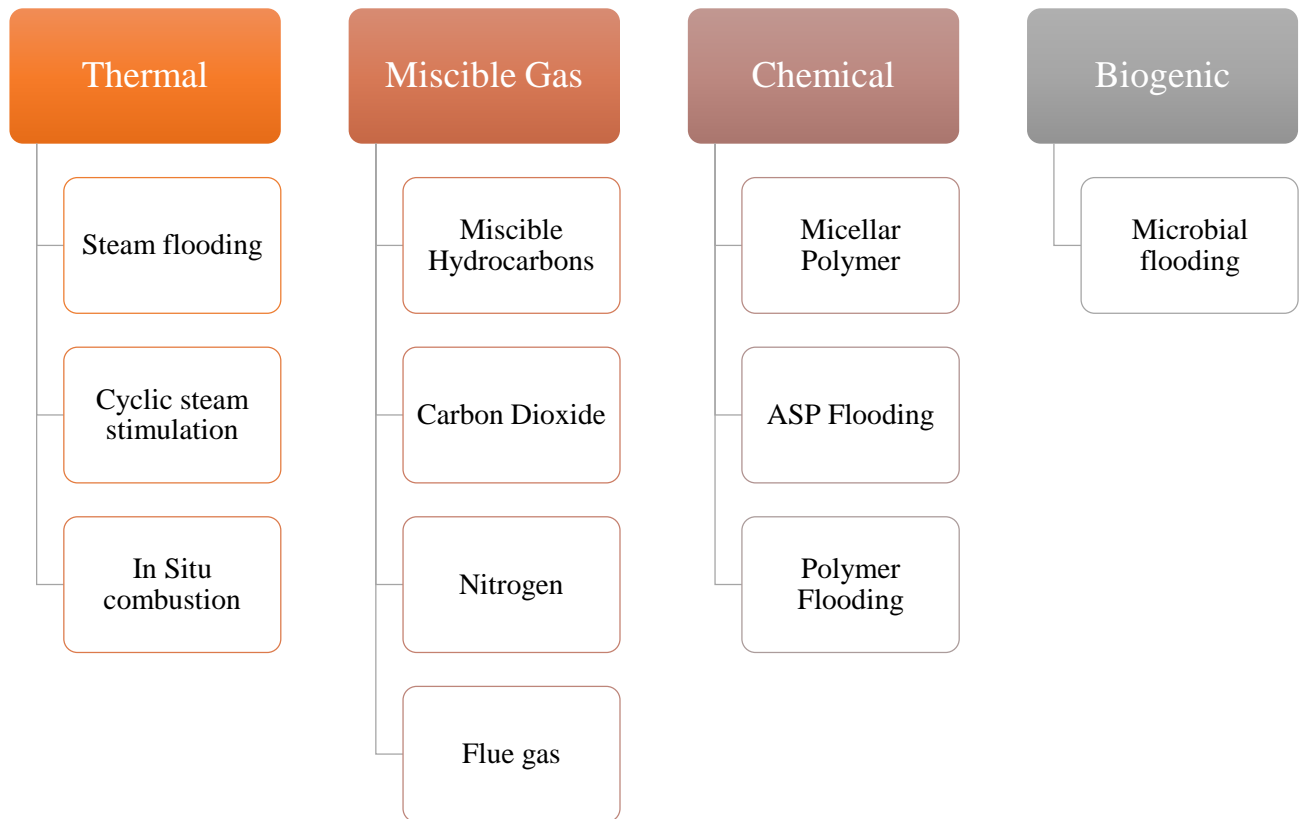 Thermal
Steam flooding
Cyclic steam
stimulation
In Situ
combustion
Miscible Gas
Miscible
Hydrocarbons
Carbon Dioxide
Nitrogen
Flue gas
Chemical
Micellar
Polymer
ASP Flooding
Polymer
Flooding
Biogenic
Microbial
flooding